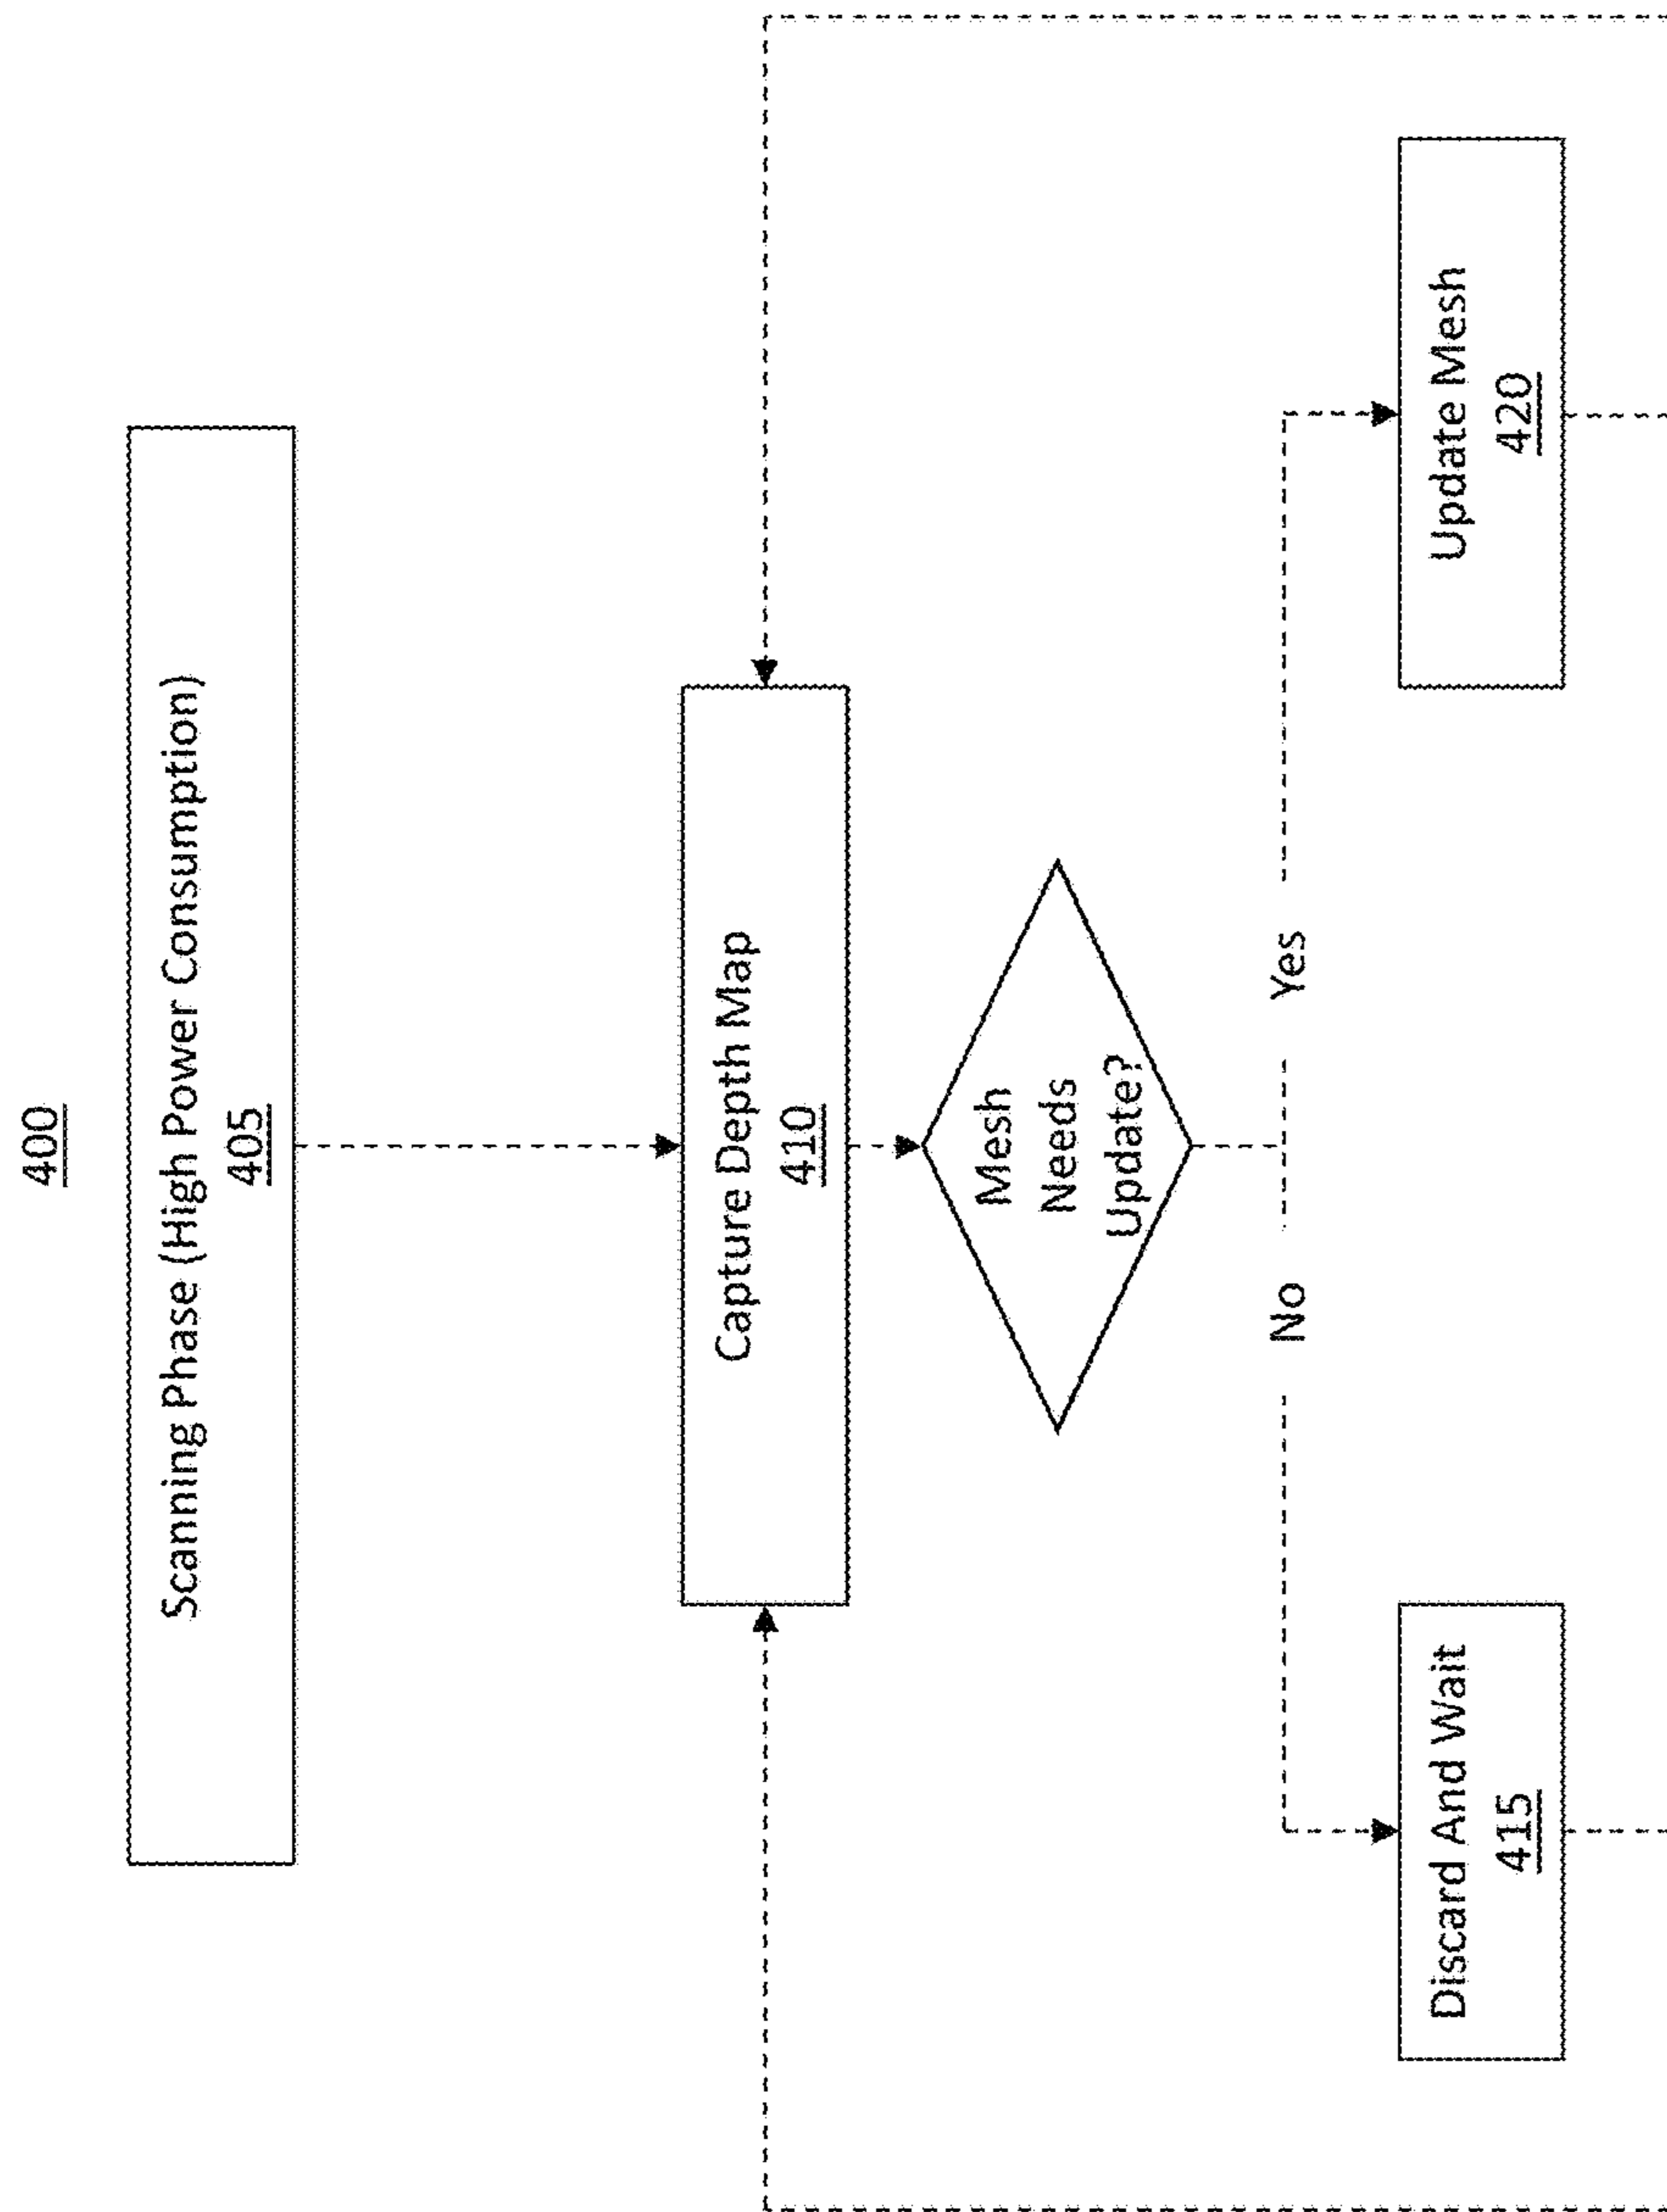 400
Scanning Phase (High Power Consumption)
405
Capture Depth Map
410
Mesh
Needs
Update?
No
Yes
Discard And Wait
415
Update Mesh
420